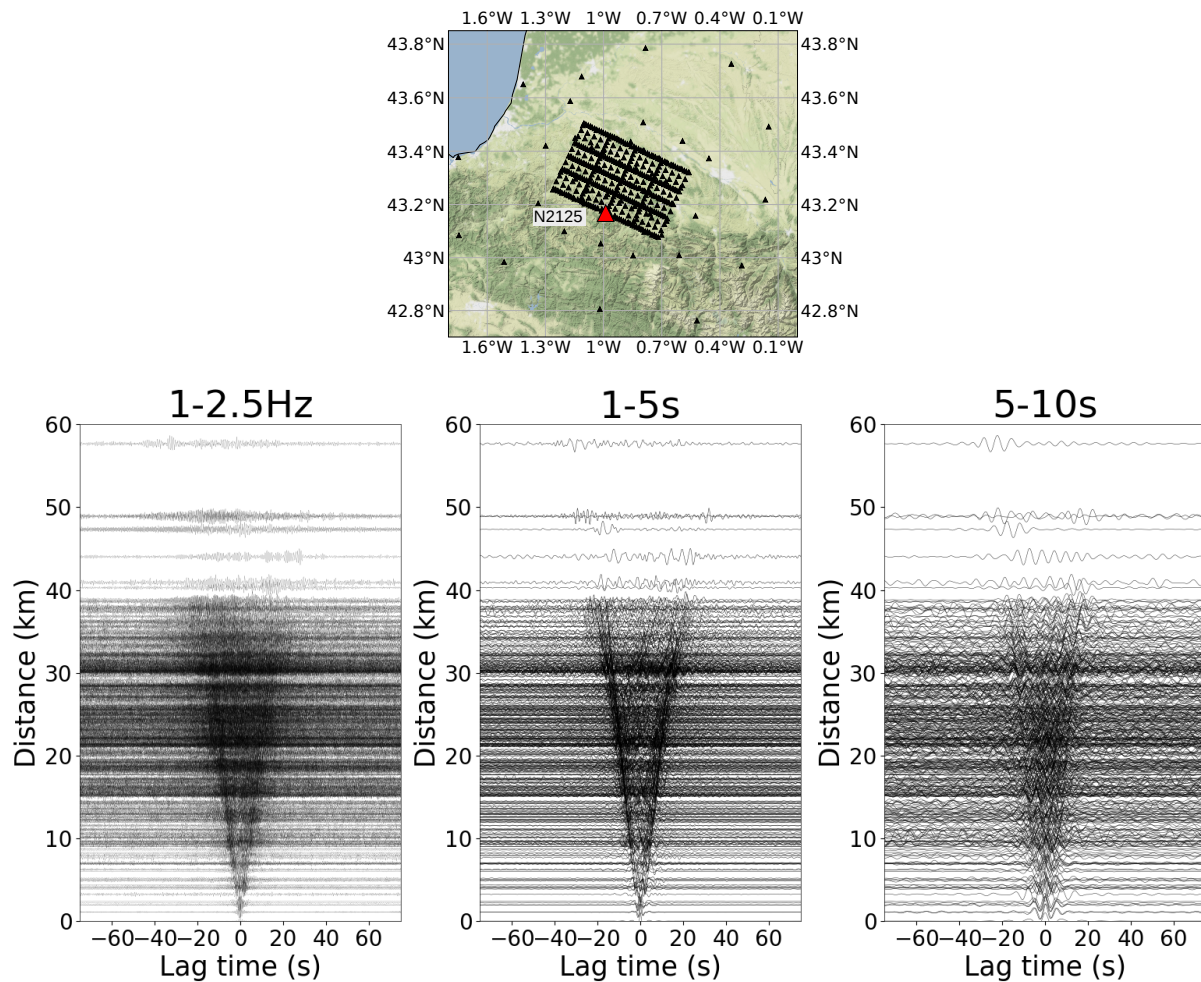 1.6°W 1.3°W 1°W 0.7°W 0.4°W 0.1°W
43.8°N 43.8°N
43.6°N 43.6°N
43.4°N 43.4°N
43.2°N N2125 43.2°N
43°N 43°N
42.8°N 42.8°N
1.6°W 1.3°W 1°W 0.7°W 0.4°W 0.1°W
1-2.5Hz
Distance (km)
60
50
40
30
20
10
0
−60 −40 −20 0 20 40 60
Lag time (s)
1-5s
Distance (km)
60
50
40
30
20
10
0
−60 −40 −20 0 20 40 60
Lag time (s)
5-10s
Distance (km)
60
50
40
30
20
10
0
−60 −40 −20 0 20 40 60
Lag time (s)